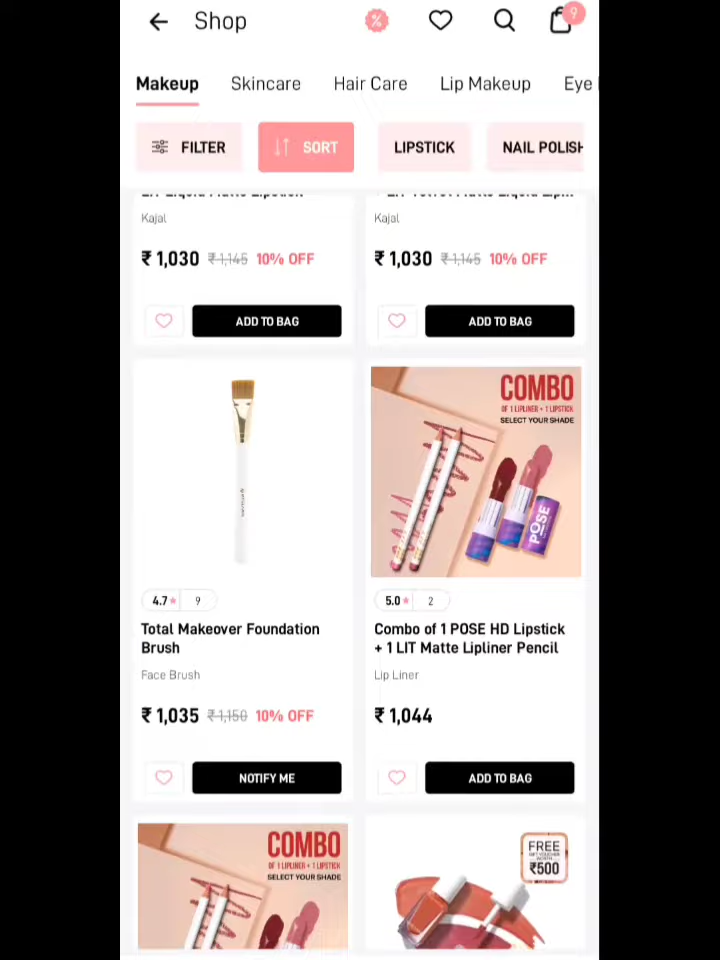 Shop
%
9
Makeup Skincare Hair Care Lip Makeup Eye
FILTER SORT LIPSTICK NAIL POLISH
Kajal
₹ 1,030 ₹ 1,145 10% OFF
ADD TO BAG
Kajal
₹ 1,030 ₹ 1,145 10% OFF
ADD TO BAG
4.7 ★ 9
Total Makeover Foundation
Brush
Face Brush
₹ 1,035 ₹ 1,150 10% OFF
NOTIFY ME
COMBO
OF 1 LIPLINER + 1 LIPSTICK
SELECT YOUR SHADE
POSE
5.0 ★ 2
Combo of 1 POSE HD Lipstick
+ 1 LIT Matte Lipliner Pencil
Lip Liner
₹ 1,044
ADD TO BAG
COMBO
OF 1 LIPLINER + 1 LIPSTICK
SELECT YOUR SHADE
FREE
₹500